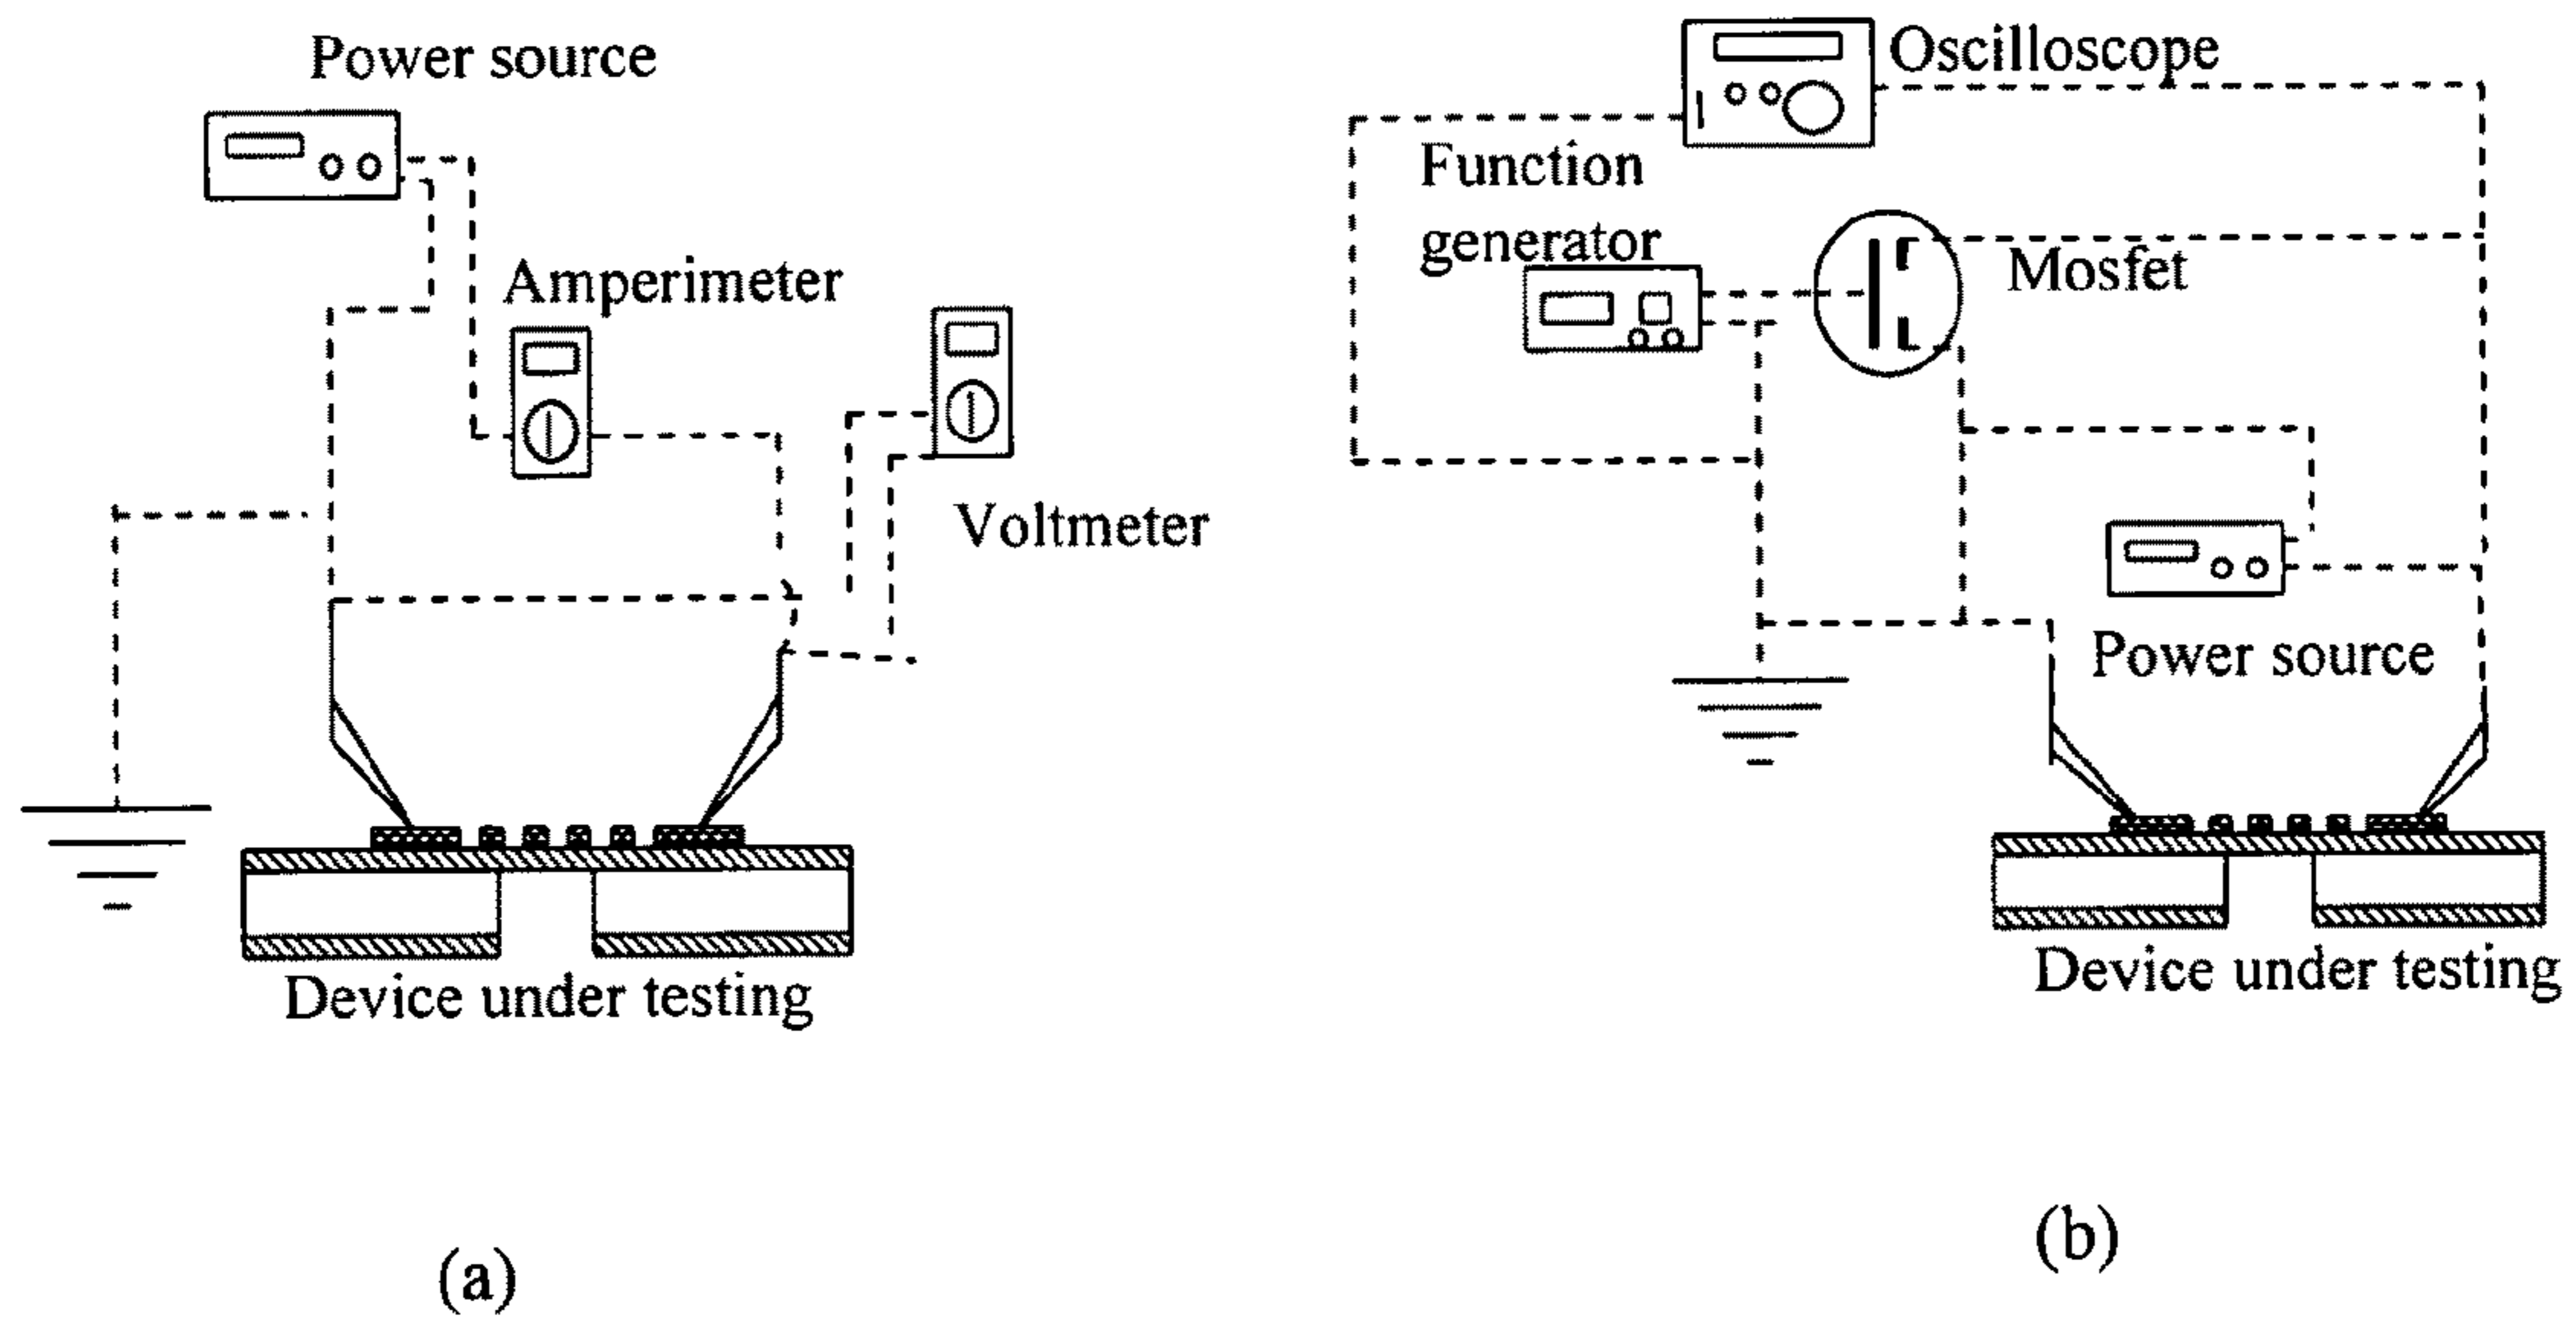 Power source
Amperimeter
Voltmeter
Device under testing
(a)
Oscilloscope
Function
generator
Mosfet
Power source
Device under testing
(b)